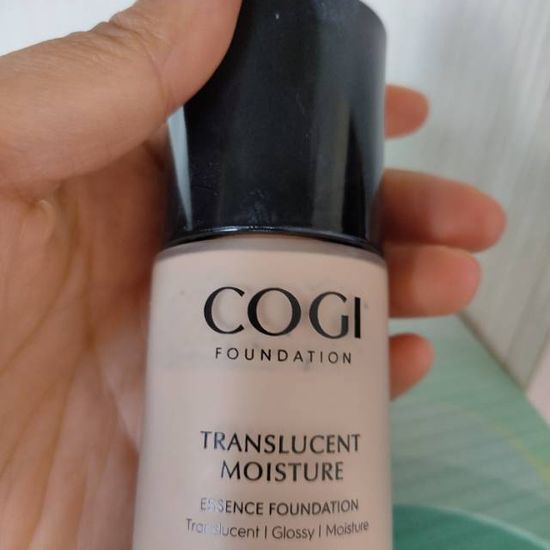 COGI
FOUNDATION
TRANSLUCENT
MOISTURE
ESSENCE FOUNDATION
Translucent | Glossy | Moisture